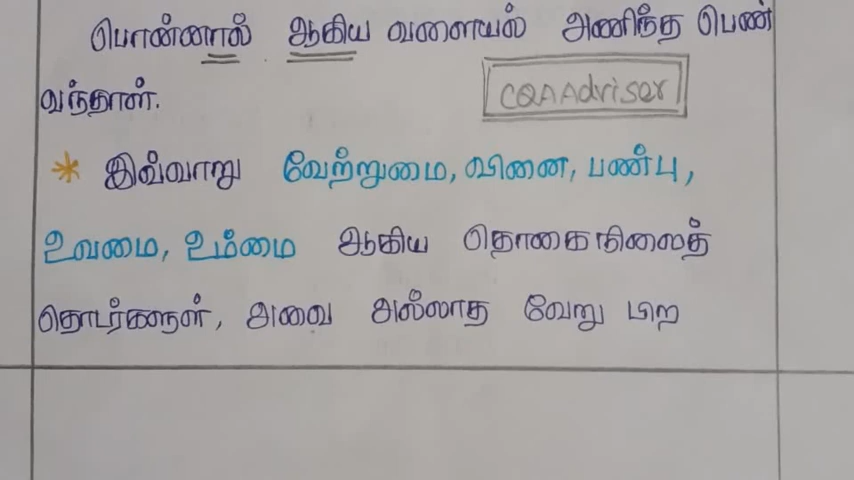 பொன்னால் ஆகிய வளையல் அணிந்த பெண்
வந்தாள்.
CQAAdviser
* இவ்வாறு வேற்றுமை, வினை, பண்பு,
உவமை, உம்மை ஆகிய தொகைநிலைத்
தொடர்களுள், அவை அல்லாத வேறு பிற